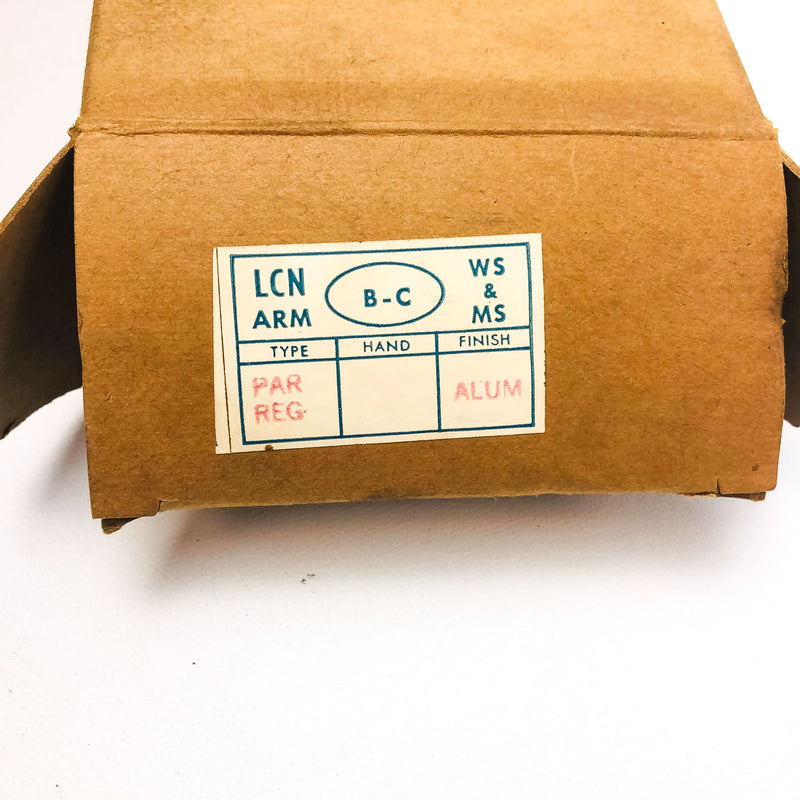 LCN
ARM
B-C
WS
&
MS
TYPE HAND FINISH
PAR
REG
ALUM